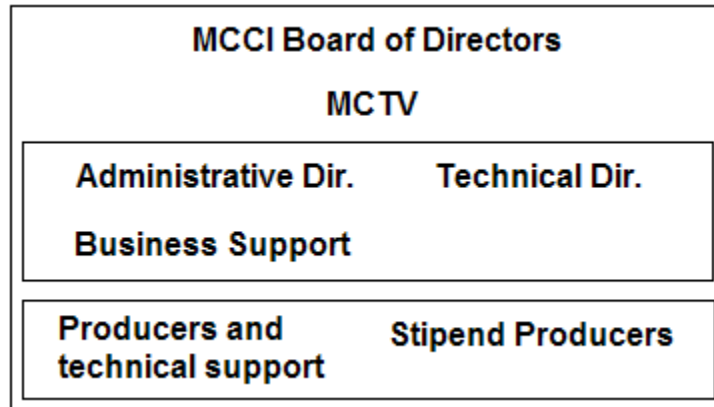 MCCI Board of Directors
MCTV
Administrative Dir. Technical Dir.
Business Support
Producers and
technical support
Stipend Producers